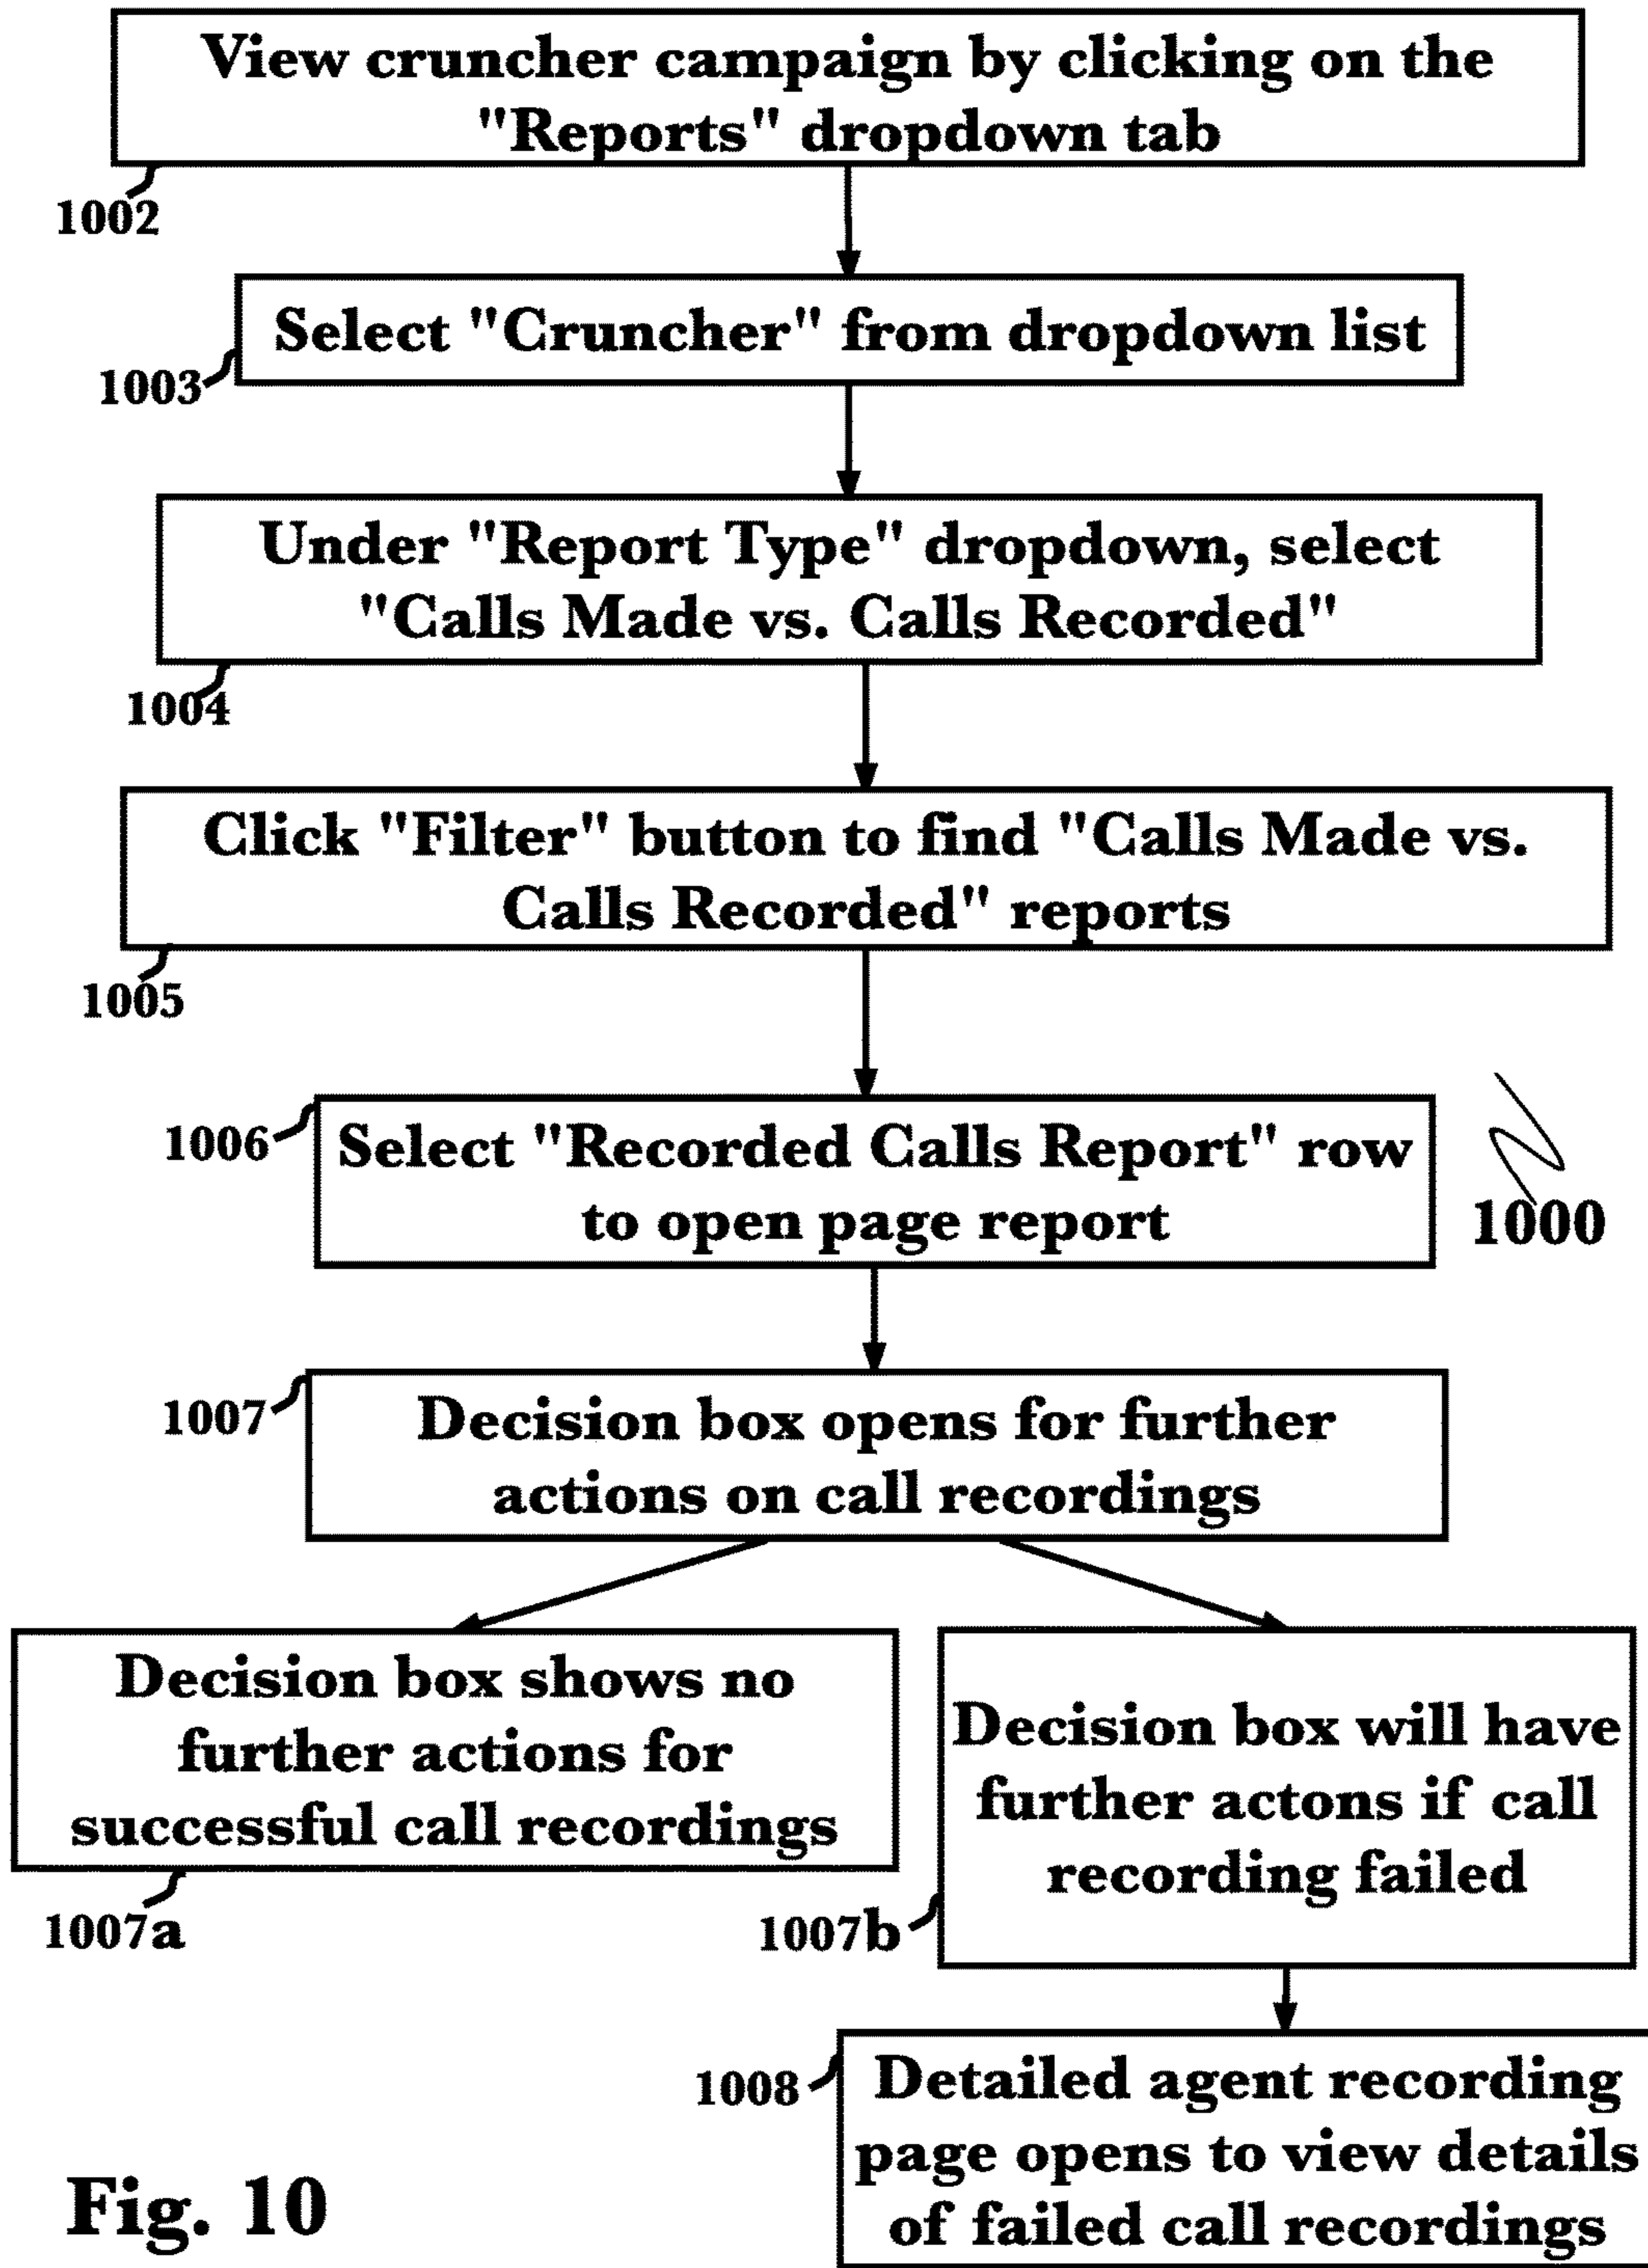 View cruncher campaign by clicking on the
"Reports" dropdown tab
1002
Select "Cruncher" from dropdown list
1003
Under "Report Type" dropdown, select
"Calls Made vs. Calls Recorded"
1004
Click "Filter" button to find "Calls Made vs.
Calls Recorded" reports
1005
1006
Select "Recorded Calls Report" row
to open page report
1000
1007
Decision box opens for further
actions on call recordings
Decision box shows no
further actions for
successful call recordings
1007a
Decision box will have
further actons if call
recording failed
1007b
1008
Detailed agent recording
page opens to view details
of failed call recordings
Fig. 10